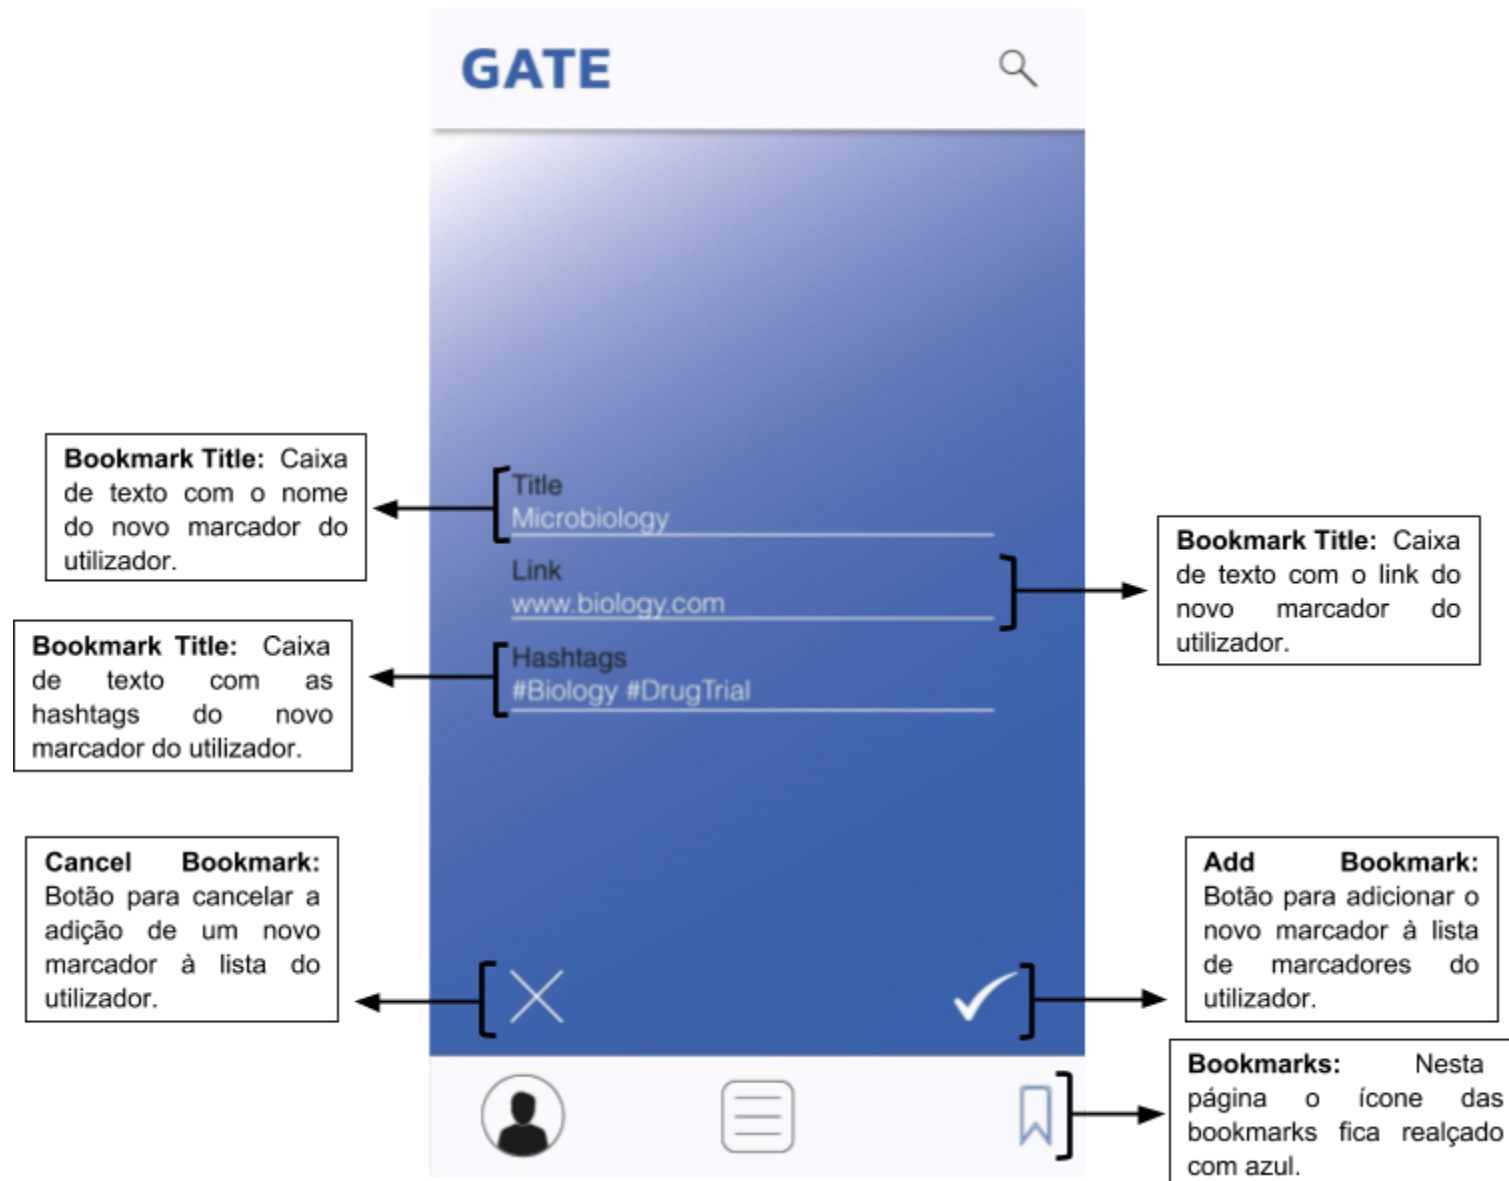 GATE
Bookmark Title: Caixa
de texto com o nome
do novo marcador do
utilizador.
Title
Microbiology
Link
www.biology.com
Bookmark Title: Caixa
de texto com o link do
novo marcador do
utilizador.
Bookmark Title: Caixa
de texto com as
hashtags do novo
marcador do utilizador.
Hashtags
#Biology #DrugTrial
Cancel Bookmark:
Botão para cancelar a
adição de um novo
marcador à lista do
utilizador.
Add Bookmark:
Botão para adicionar o
novo marcador à lista
de marcadores do
utilizador.
Bookmarks: Nesta
página o ícone das
bookmarks fica realçado
com azul.